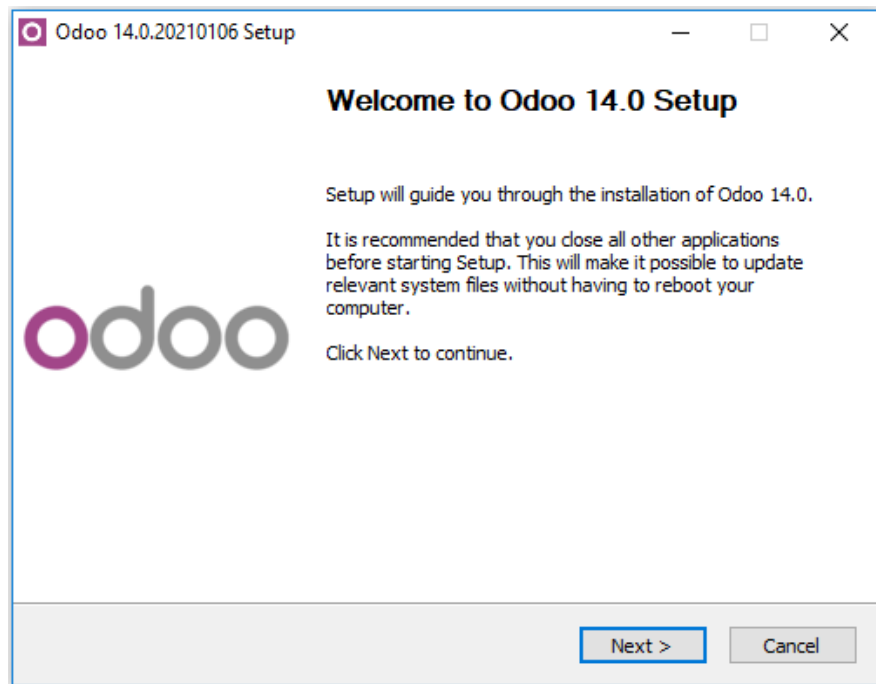 Odoo 14.0.20210106 Setup
Welcome to Odoo 14.0 Setup
Setup will guide you through the installation of Odoo 14.0.
It is recommended that you close all other applications
before starting Setup. This will make it possible to update
relevant system files without having to reboot your
computer.
Click Next to continue.
odoo
Next >
Cancel